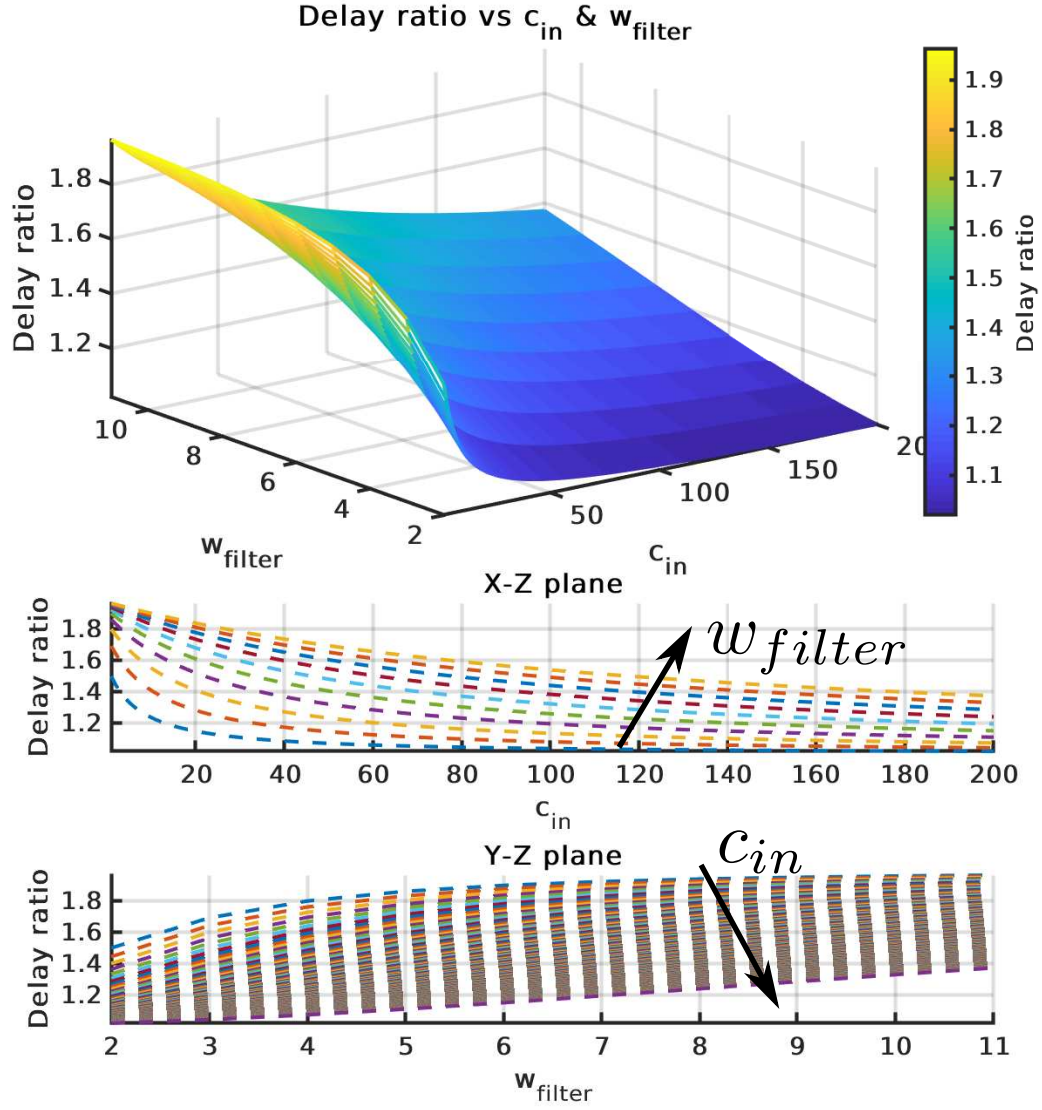 Delay ratio vs c_in & w_filter
Delay ratio
1.8
1.6
1.4
1.2
10
8
6
4
2
w_filter
50
100
150
20
c_in
1.9
1.8
1.7
1.6
1.5
1.4
1.3
1.2
1.1
Delay ratio
X-Z plane
Delay ratio
1.8
1.6
1.4
1.2
w_filter
20 40 60 80 100 120 140 160 180 200
c_in
Y-Z plane
Delay ratio
1.8
1.6
1.4
1.2
c_in
2 3 4 5 6 7 8 9 10 11
w_filter